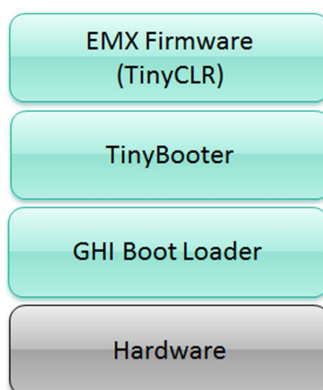 EMX Firmware
(TinyCLR)
TinyBooter
GHI Boot Loader
Hardware